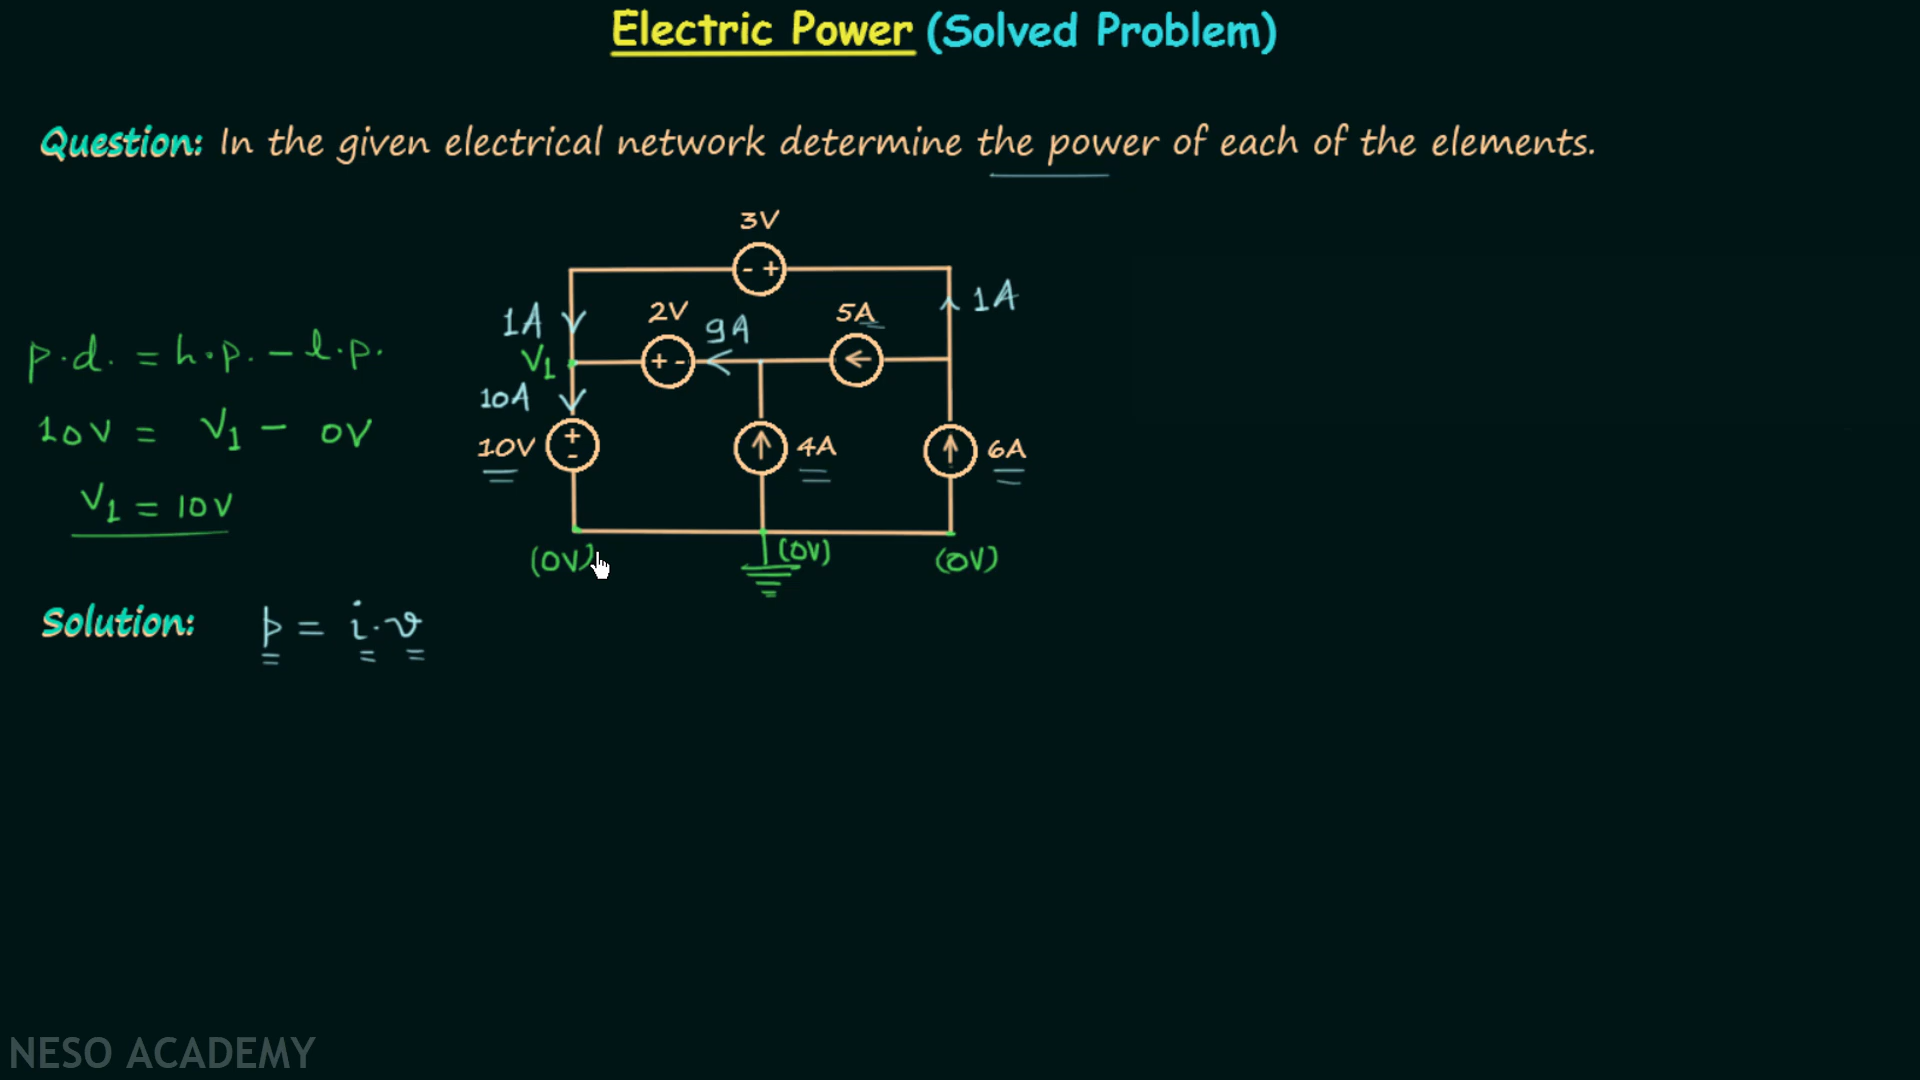 Electric Power (Solved Problem)
Question: In the given electrical network determine the power of each of the elements.
3V
- +
1A
1A
2V
9A
5A
V1
+ -
p.d. = h.p. - l.p.
10A
10V = V1 - 0V
10V
+
-
4A
6A
V1 = 10V
(0V)
(0V)
(0V)
Solution: p = i.v
NESO ACADEMY